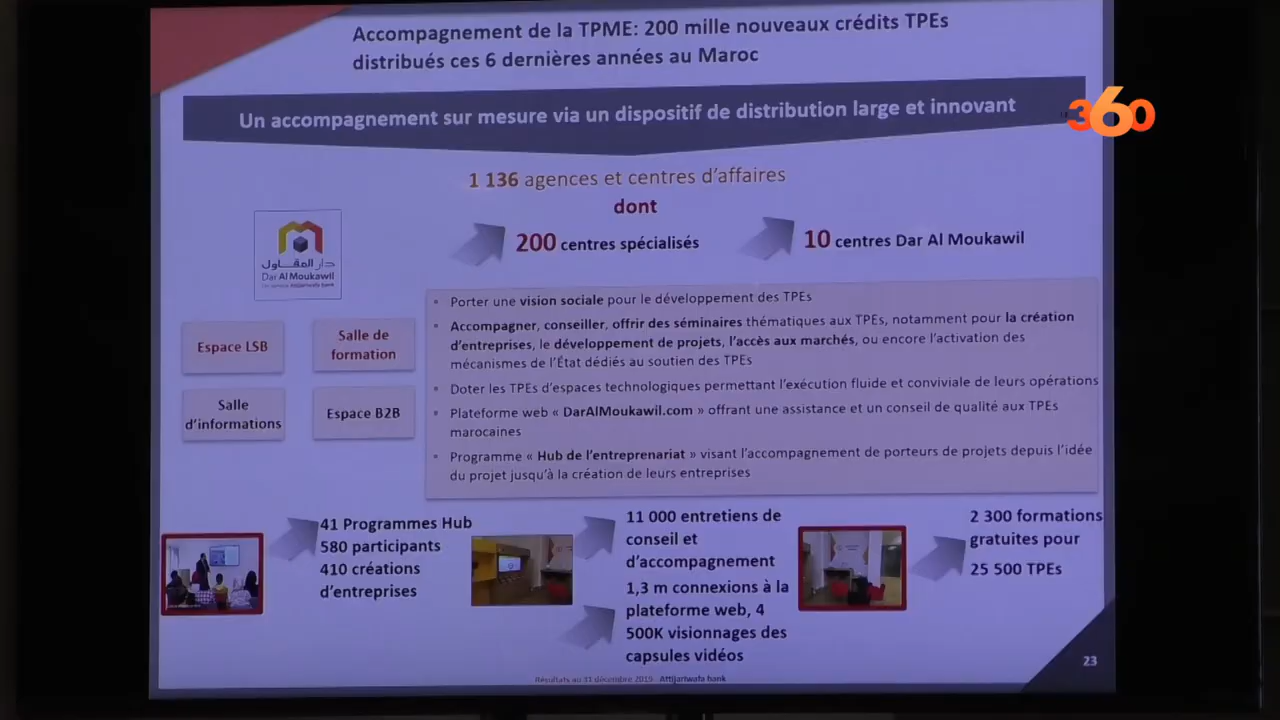 Accompagnement de la TPME: 200 mille nouveaux crédits TPEs
distribués ces 6 dernières années au Maroc
Un accompagnement sur mesure via un dispositif de distribution large et innovant
360
1 136 agences et centres d'affaires
dont
200 centres spécialisés
10 centres Dar Al Moukawil
دار المقاول
Dar Al Moukawil
Espace LSB
Salle de
formation
Salle
d'informations
Espace B2B
▪ Porter une vision sociale pour le développement des TPEs
▪ Accompagner, conseiller, offrir des séminaires thématiques aux TPEs, notamment pour la création
d'entreprises, le développement de projets, l'accès aux marchés, ou encore l'activation des
mécanismes de l'État dédiés au soutien des TPEs
▪ Doter les TPEs d'espaces technologiques permettant l'exécution fluide et conviviale de leurs opérations
▪ Plateforme web « DarAlMoukawil.com » offrant une assistance et un conseil de qualité aux TPEs
marocaines
▪ Programme « Hub de l'entreprenariat » visant l'accompagnement de porteurs de projets depuis l'idée
du projet jusqu'à la création de leurs entreprises
41 Programmes Hub
580 participants
410 créations
d'entreprises
11 000 entretiens de
conseil et
d'accompagnement
1,3 m connexions à la
plateforme web, 4
500K visionnages des
capsules vidéos
2 300 formations
gratuites pour
25 500 TPEs
Résultats au 31 décembre 2019 Attijariwafa bank
23